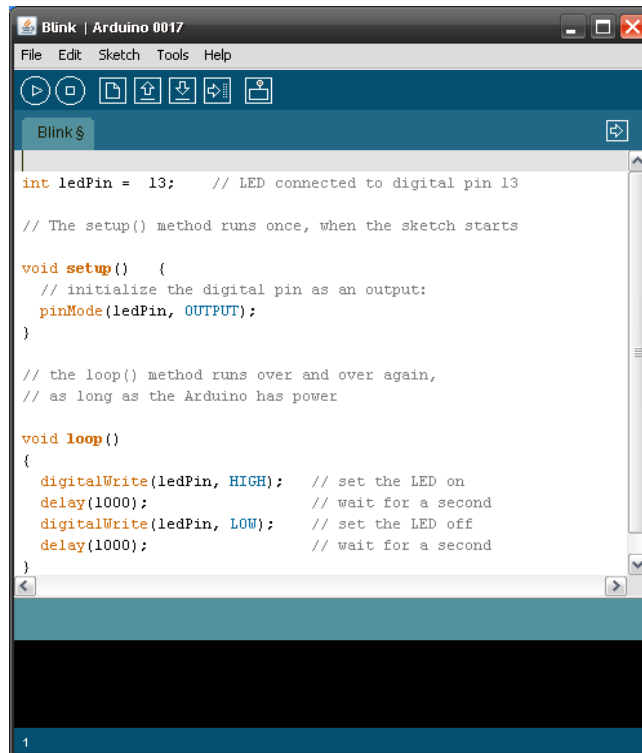 Blink | Arduino 0017
File Edit Sketch Tools Help
Blink§
int ledPin =  13;    // LED connected to digital pin 13
// The setup() method runs once, when the sketch starts
void setup()   {
  // initialize the digital pin as an output:
  pinMode(ledPin, OUTPUT);
}
// the loop() method runs over and over again,
// as long as the Arduino has power
void loop()
{
  digitalWrite(ledPin, HIGH);   // set the LED on
  delay(1000);                  // wait for a second
  digitalWrite(ledPin, LOW);    // set the LED off
  delay(1000);                  // wait for a second
}
1